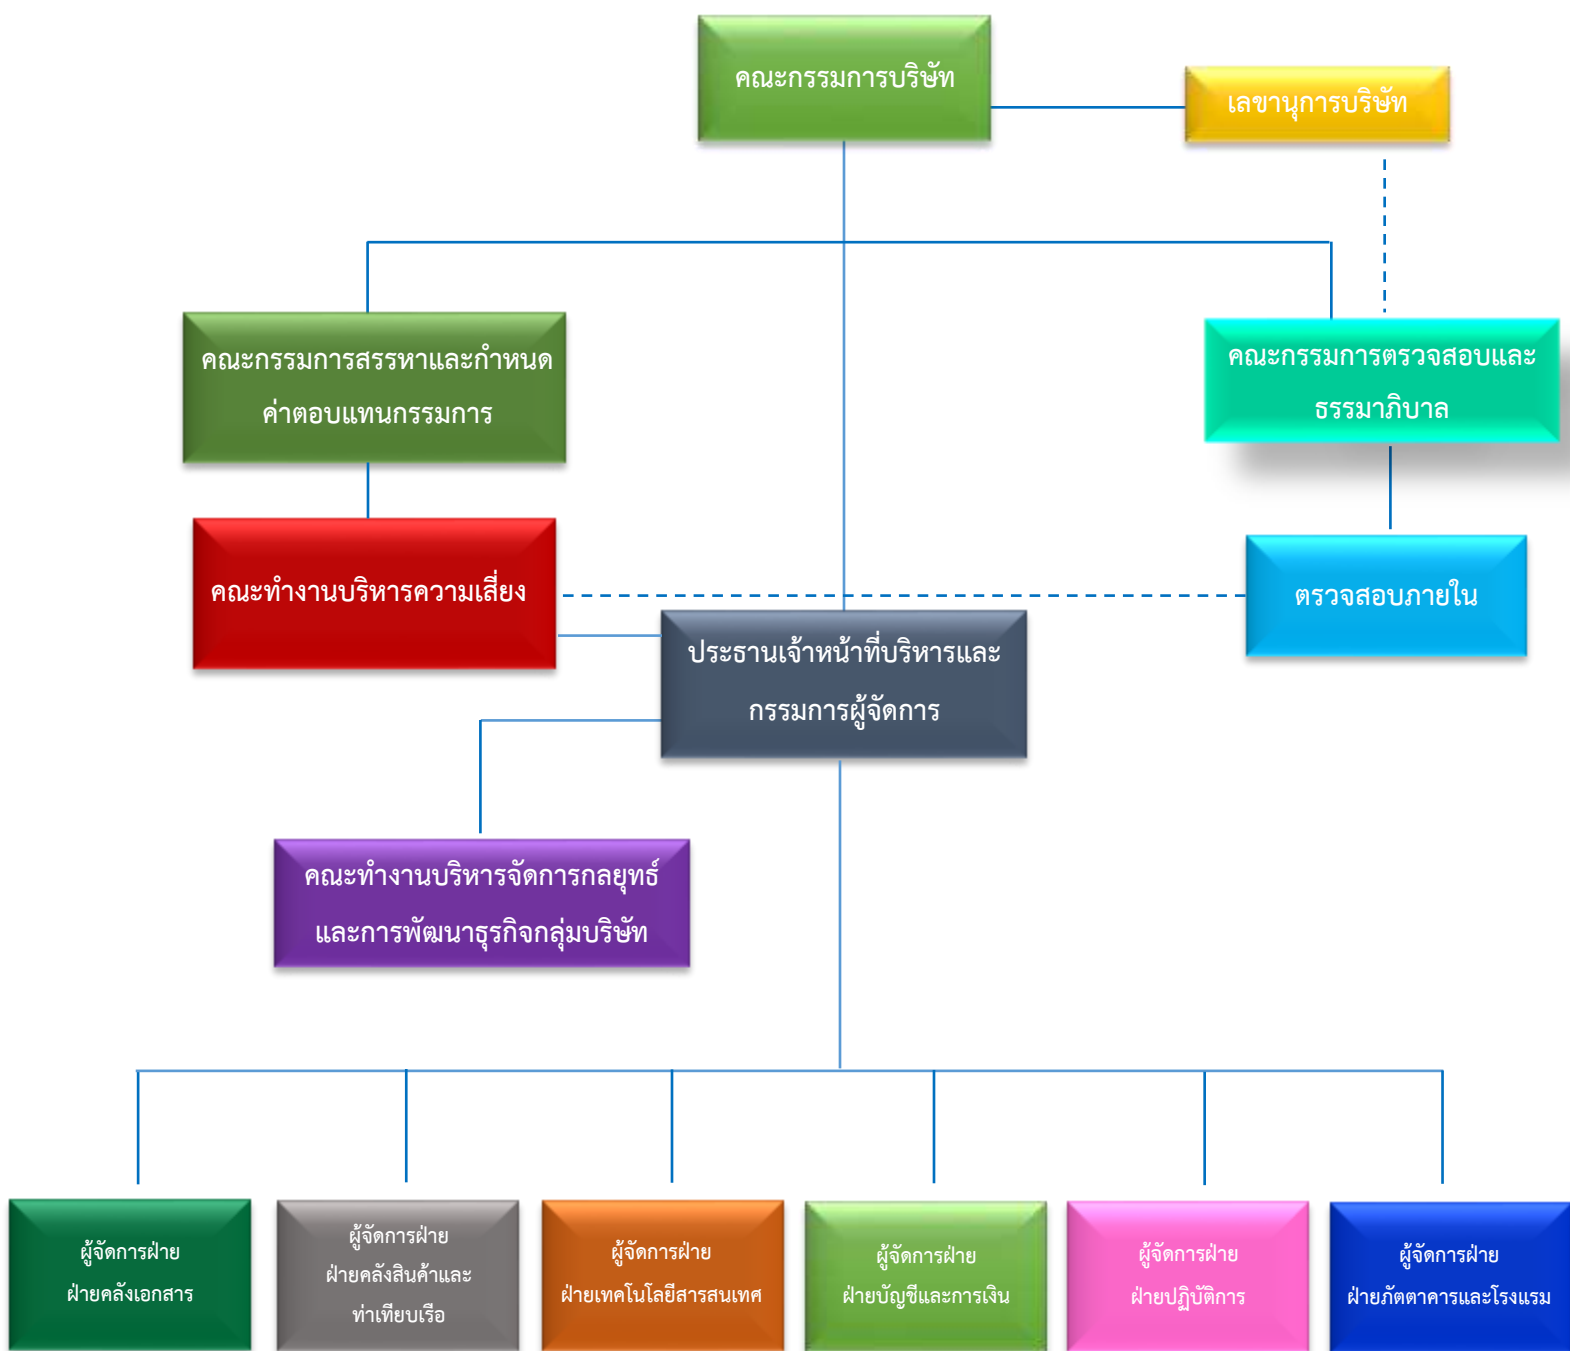 คณะกรรมการบริษัท
เลขานุการบริษัท
คณะกรรมการสรรหาและกำหนด
ค่าตอบแทนกรรมการ
คณะกรรมการตรวจสอบและ
ธรรมาภิบาล
คณะทำงานบริหารความเสี่ยง
ตรวจสอบภายใน
ประธานเจ้าหน้าที่บริหารและ
กรรมการผู้จัดการ
คณะทำงานบริหารจัดการกลยุทธ์
และการพัฒนาธุรกิจกลุ่มบริษัท
ผู้จัดการฝ่าย
ฝ่ายคลังเอกสาร
ผู้จัดการฝ่าย
ฝ่ายคลังสินค้าและ
ท่าเทียบเรือ
ผู้จัดการฝ่าย
ฝ่ายเทคโนโลยีสารสนเทศ
ผู้จัดการฝ่าย
ฝ่ายบัญชีและการเงิน
ผู้จัดการฝ่าย
ฝ่ายปฏิบัติการ
ผู้จัดการฝ่าย
ฝ่ายภัตตาคารและโรงแรม